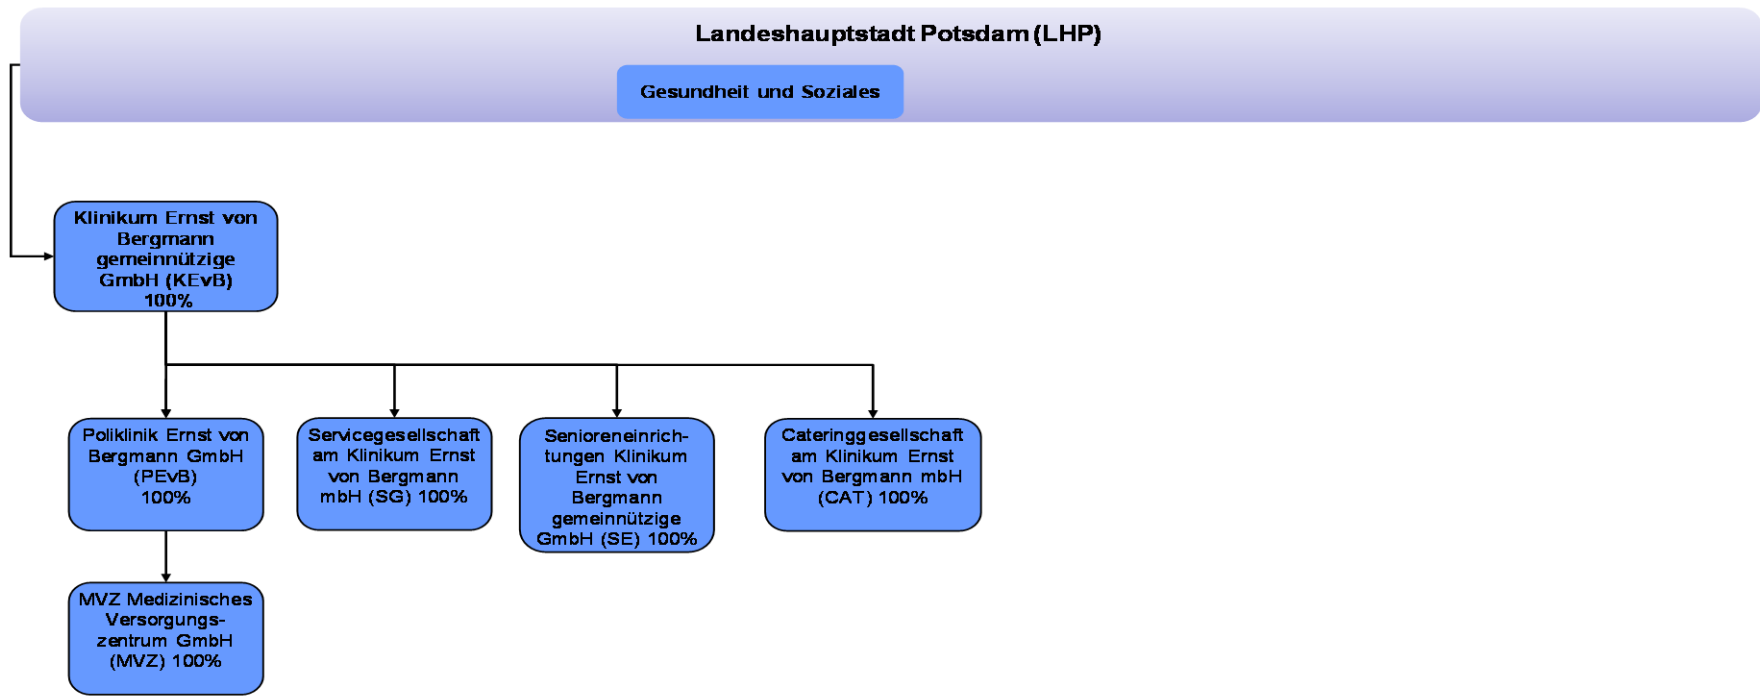 Landeshauptstadt Potsdam (LHP)
Gesundheit und Soziales
Klinikum Ernst von
Bergmann
gemeinnützige
GmbH (KEvB)
100%
Poliklinik Ernst von
Bergmann GmbH
(PEvB)
100%
Servicegesellschaft
am Klinikum Ernst
von Bergmann
mbH (SG) 100%
Senioreneinrich-
tungen Klinikum
Ernst von
Bergmann
gemeinnützige
GmbH (SE) 100%
Cateringgesellschaft
am Klinikum Ernst
von Bergmann mbH
(CAT) 100%
MVZ Medizinisches
Versorgungs-
zentrum GmbH
(MVZ) 100%